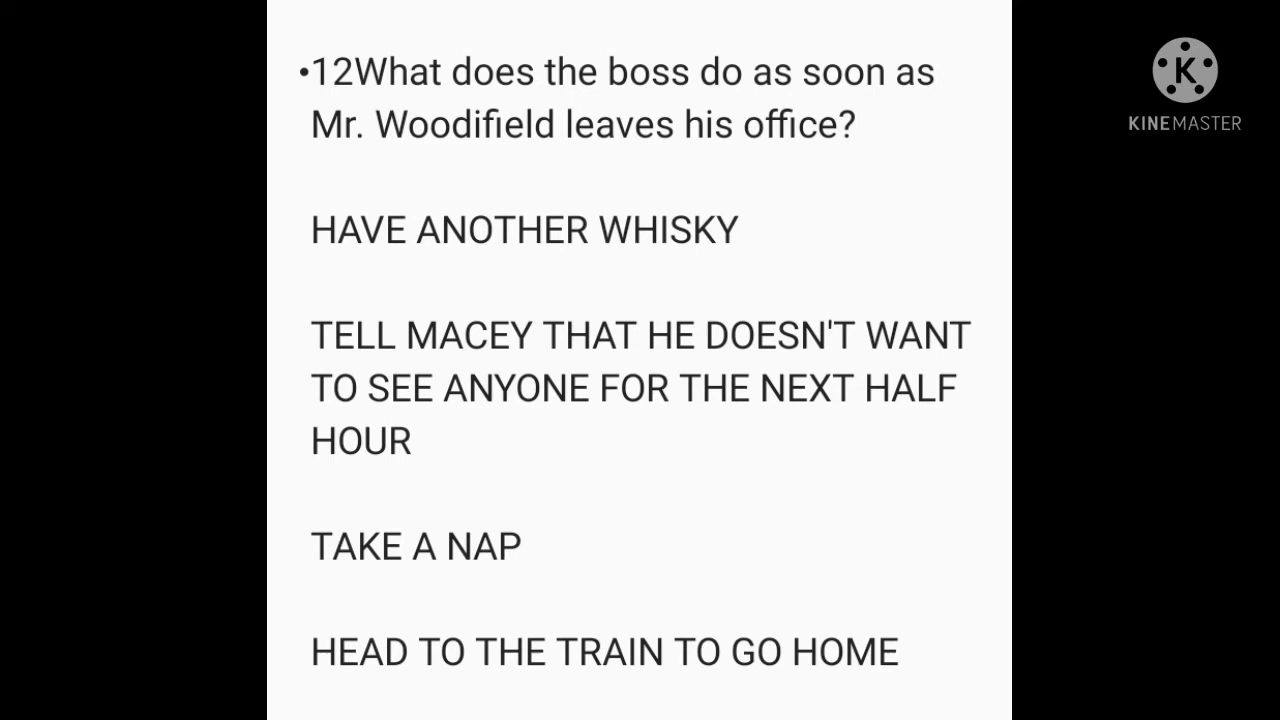 •12What does the boss do as soon as
Mr. Woodifield leaves his office?
HAVE ANOTHER WHISKY
TELL MACEY THAT HE DOESN'T WANT
TO SEE ANYONE FOR THE NEXT HALF
HOUR
TAKE A NAP
HEAD TO THE TRAIN TO GO HOME
K
KINEMASTER